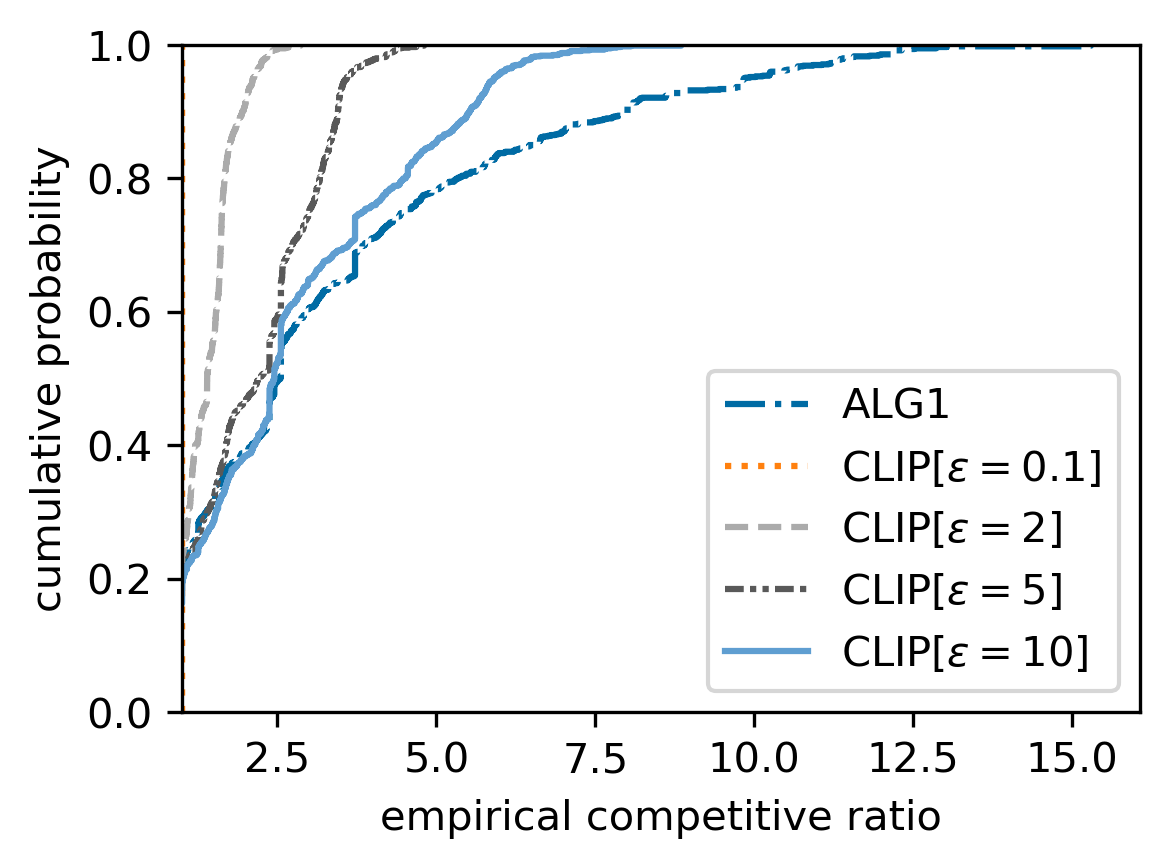 1.0
0.8
0.6
0.4
0.2
0.0
cumulative probability
2.5
5.0
7.5
10.0
12.5
15.0
empirical competitive ratio
ALG1
CLIP[ε = 0.1]
CLIP[ε = 2]
CLIP[ε = 5]
CLIP[ε = 10]